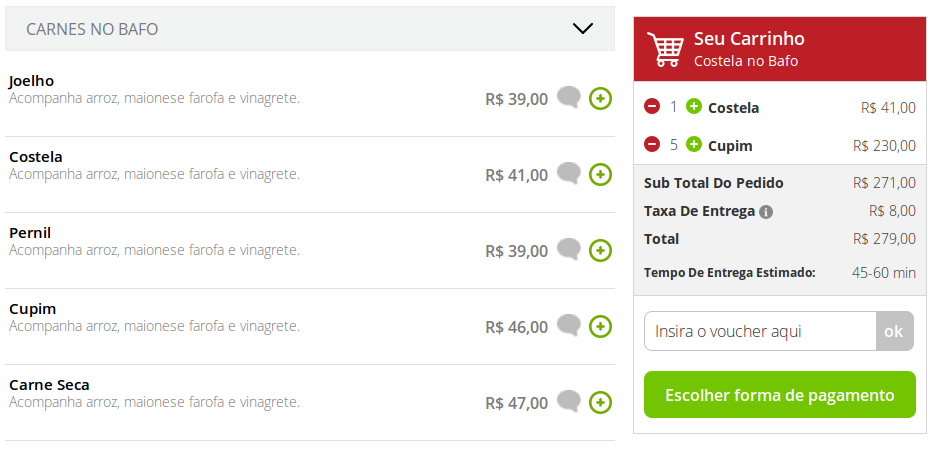 CARNES NO BAFO
Joelho
Acompanha arroz, maionese farofa e vinagrete.
R$ 39,00
Costela
Acompanha arroz, maionese farofa e vinagrete.
R$ 41,00
Pernil
Acompanha arroz, maionese farofa e vinagrete.
R$ 39,00
Cupim
Acompanha arroz, maionese farofa e vinagrete.
R$ 46,00
Carne Seca
Acompanha arroz, maionese farofa e vinagrete.
R$ 47,00
Seu Carrinho
Costela no Bafo
1 Costela R$ 41,00
5 Cupim R$ 230,00
Sub Total Do Pedido R$ 271,00
Taxa De Entrega R$ 8,00
Total R$ 279,00
Tempo De Entrega Estimado: 45-60 min
Insira o voucher aqui ok
Escolher forma de pagamento